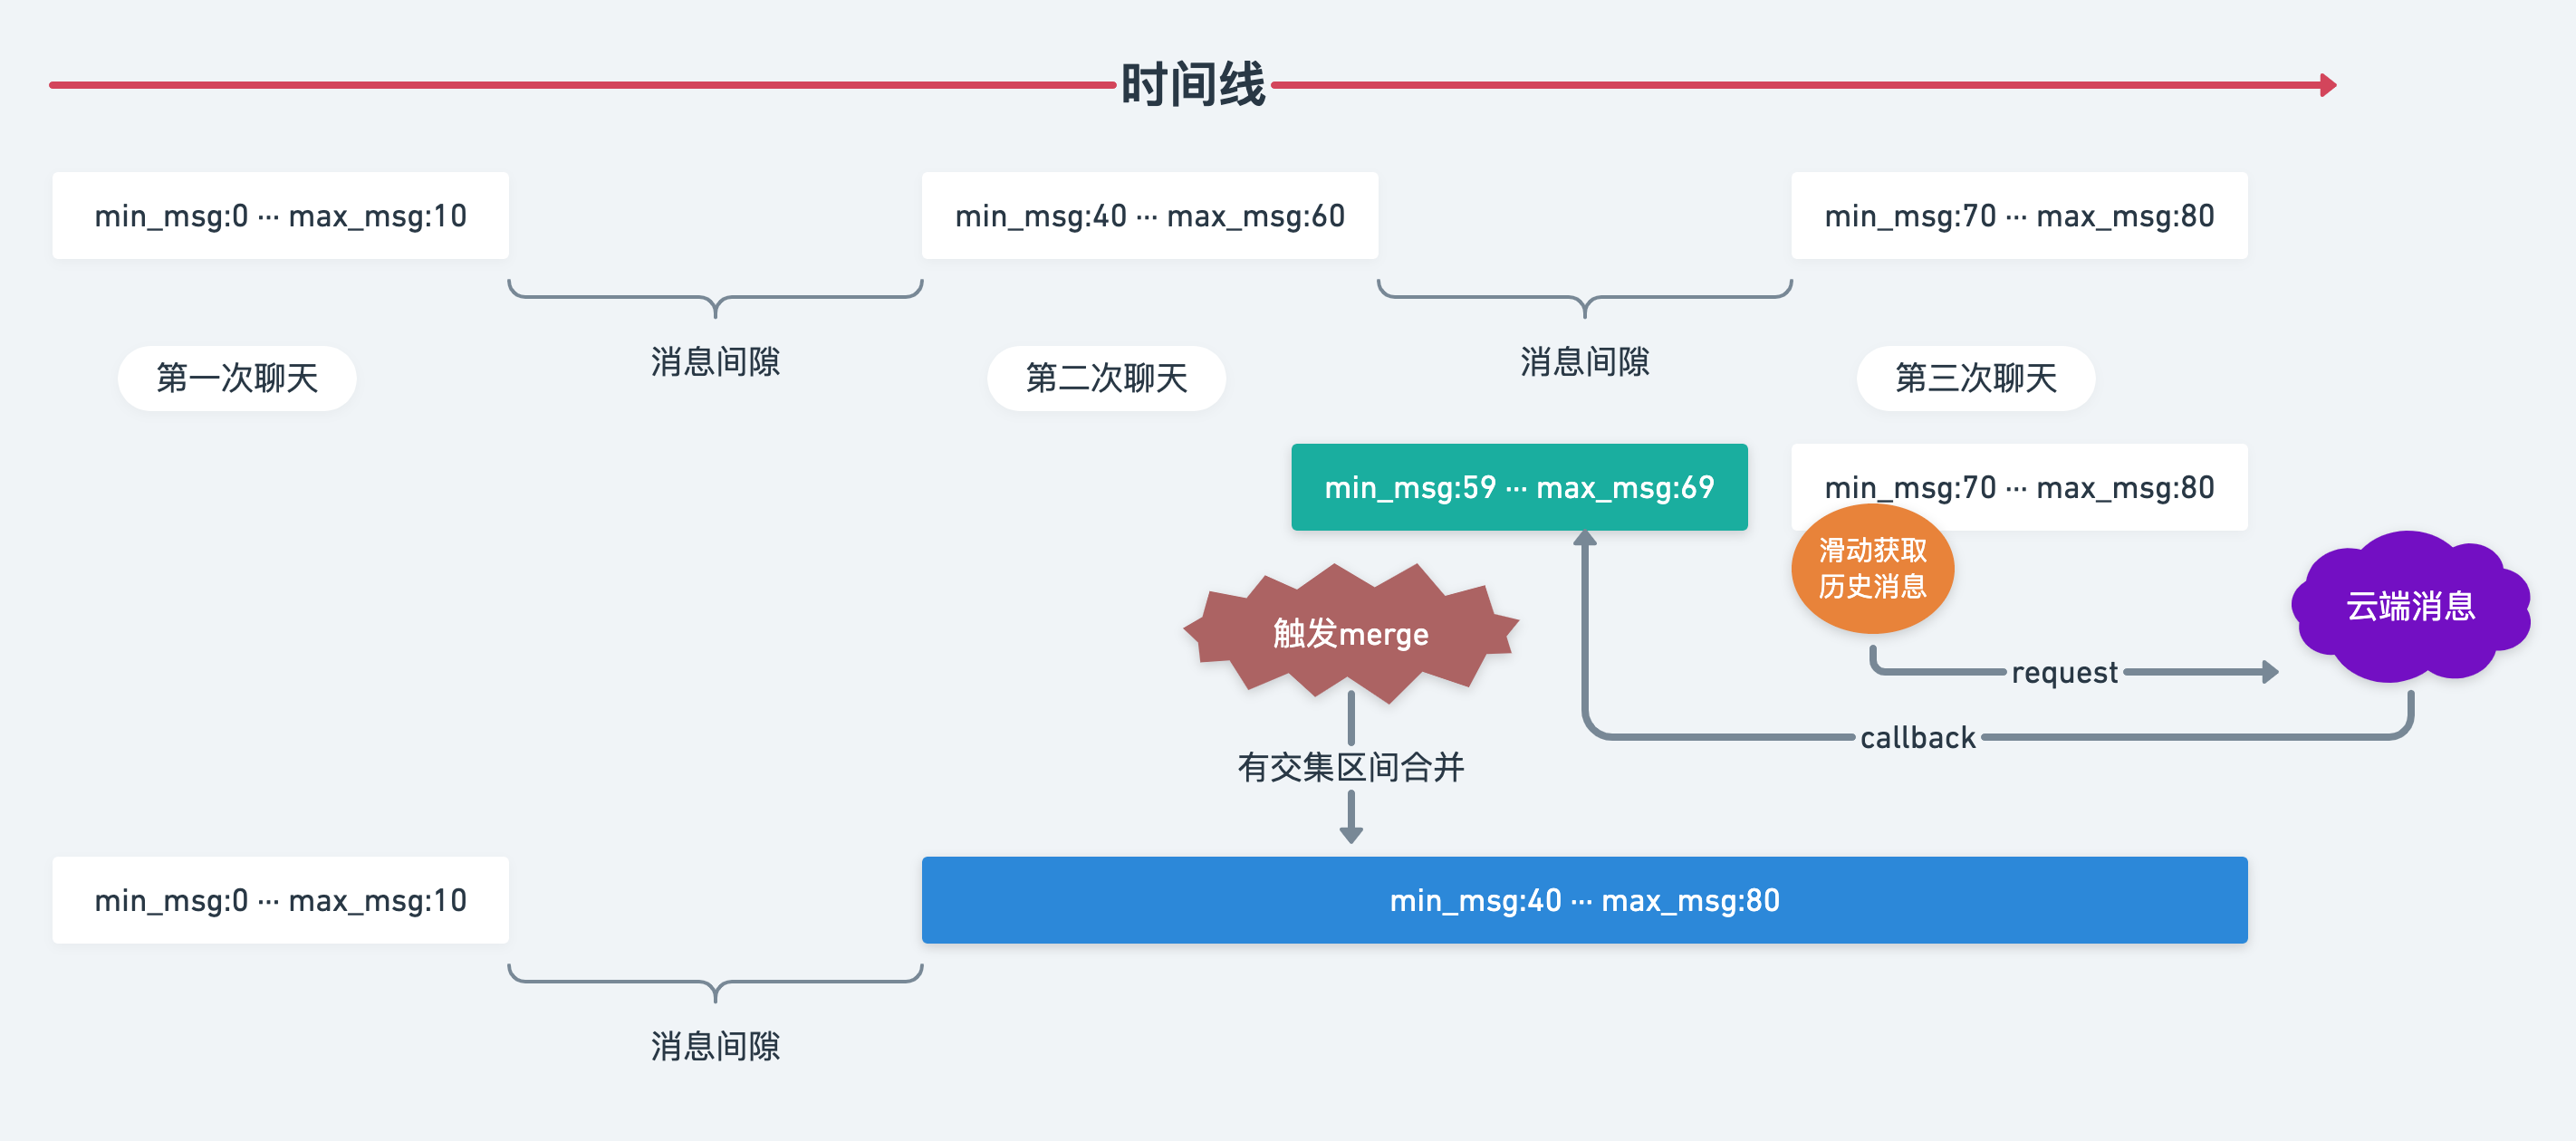 时间线
min_msg:0 ··· max_msg:10
min_msg:40 ··· max_msg:60
min_msg:70 ··· max_msg:80
消息间隙
消息间隙
第一次聊天
第二次聊天
第三次聊天
min_msg:59 ··· max_msg:69
min_msg:70 ··· max_msg:80
滑动获取
历史消息
云端消息
触发merge
request
callback
有交集区间合并
min_msg:0 ··· max_msg:10
min_msg:40 ··· max_msg:80
消息间隙